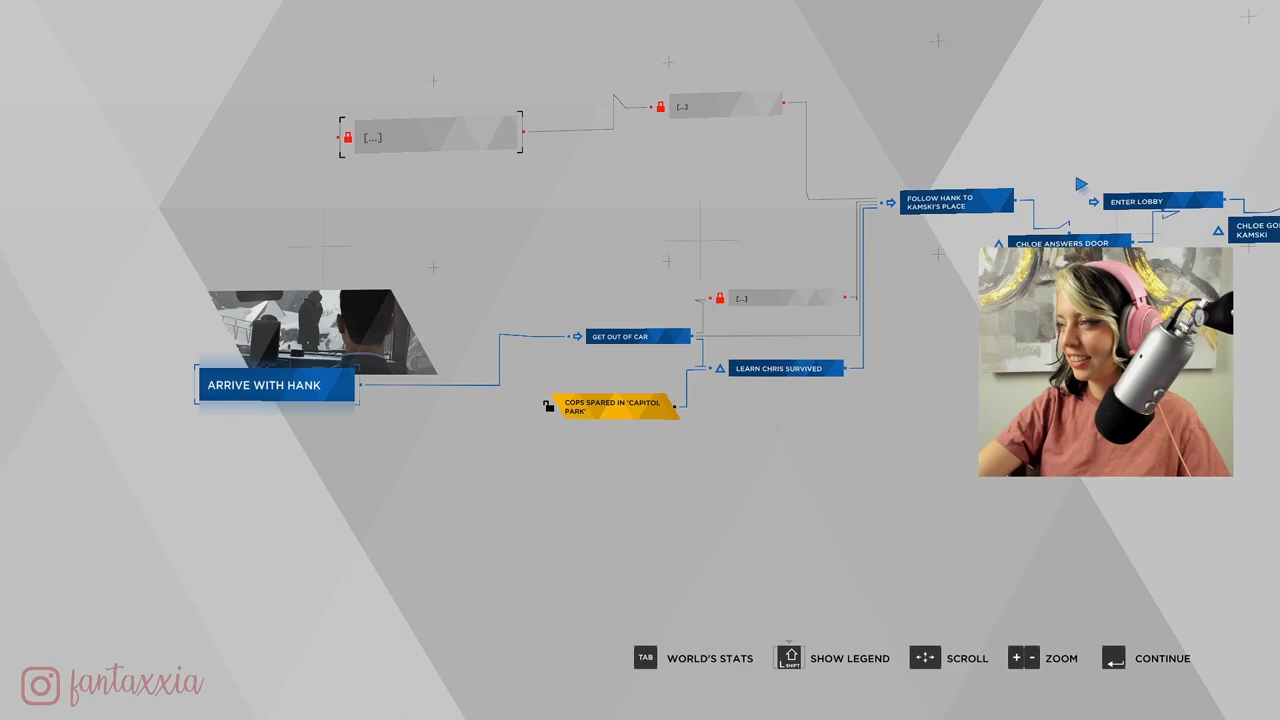 [...]
[...]
FOLLOW HANK TO
KAMSKI'S PLACE
ENTER LOBBY
CHLOE GO
KAMSKI
CHLOE ANSWERS DOOR
[...]
GET OUT OF CAR
LEARN CHRIS SURVIVED
ARRIVE WITH HANK
COPS SPARED IN 'CAPITOL
PARK'
TAB WORLD'S STATS
L SHIFT SHOW LEGEND
SCROLL
+ - ZOOM
CONTINUE
fantaxxia